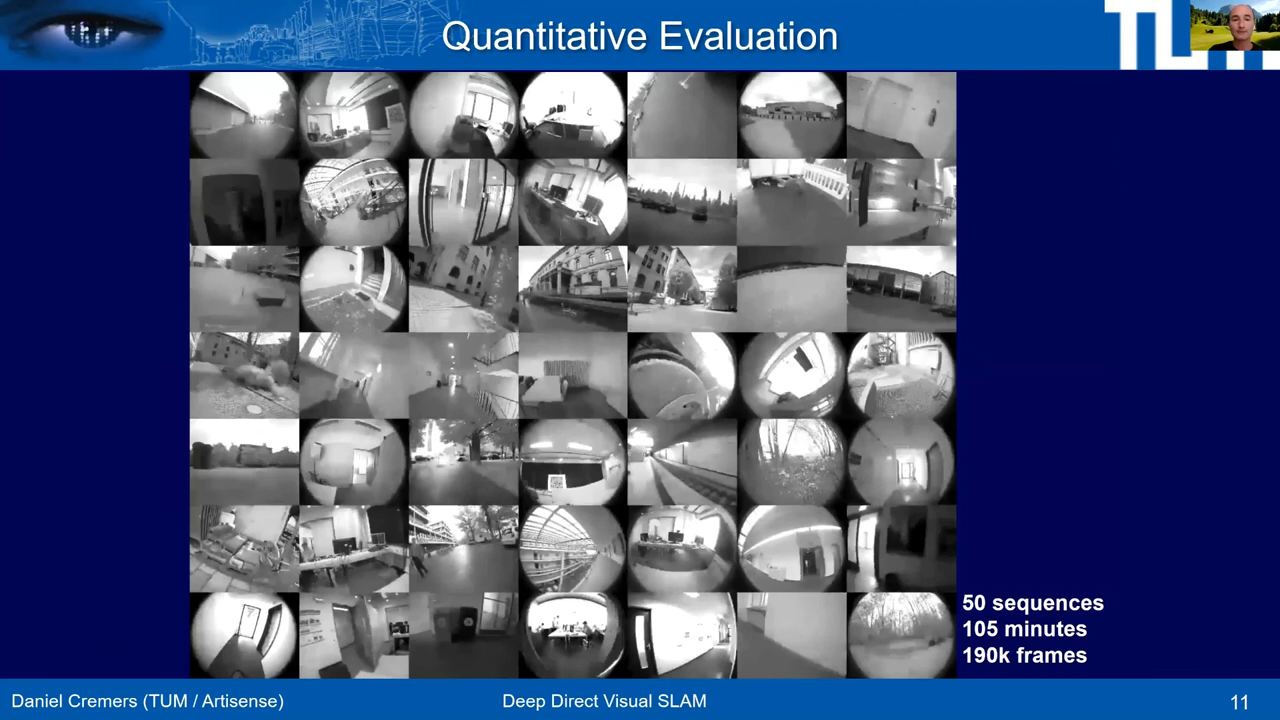 Quantitative Evaluation
50 sequences
105 minutes
190k frames
Daniel Cremers (TUM / Artisense)
Deep Direct Visual SLAM
11